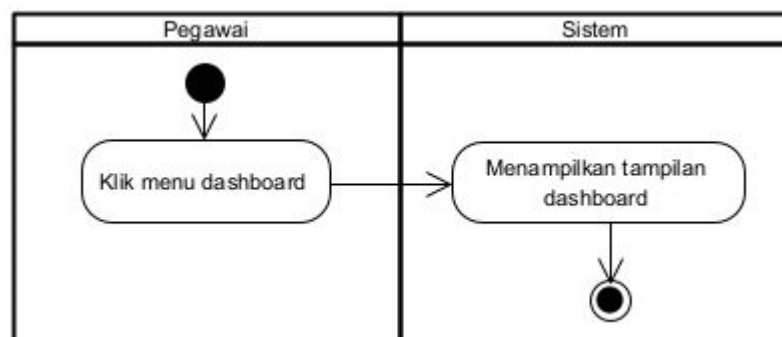 Pegawai
Sistem
Klik menu dashboard
Menampilkan tampilan
dashboard